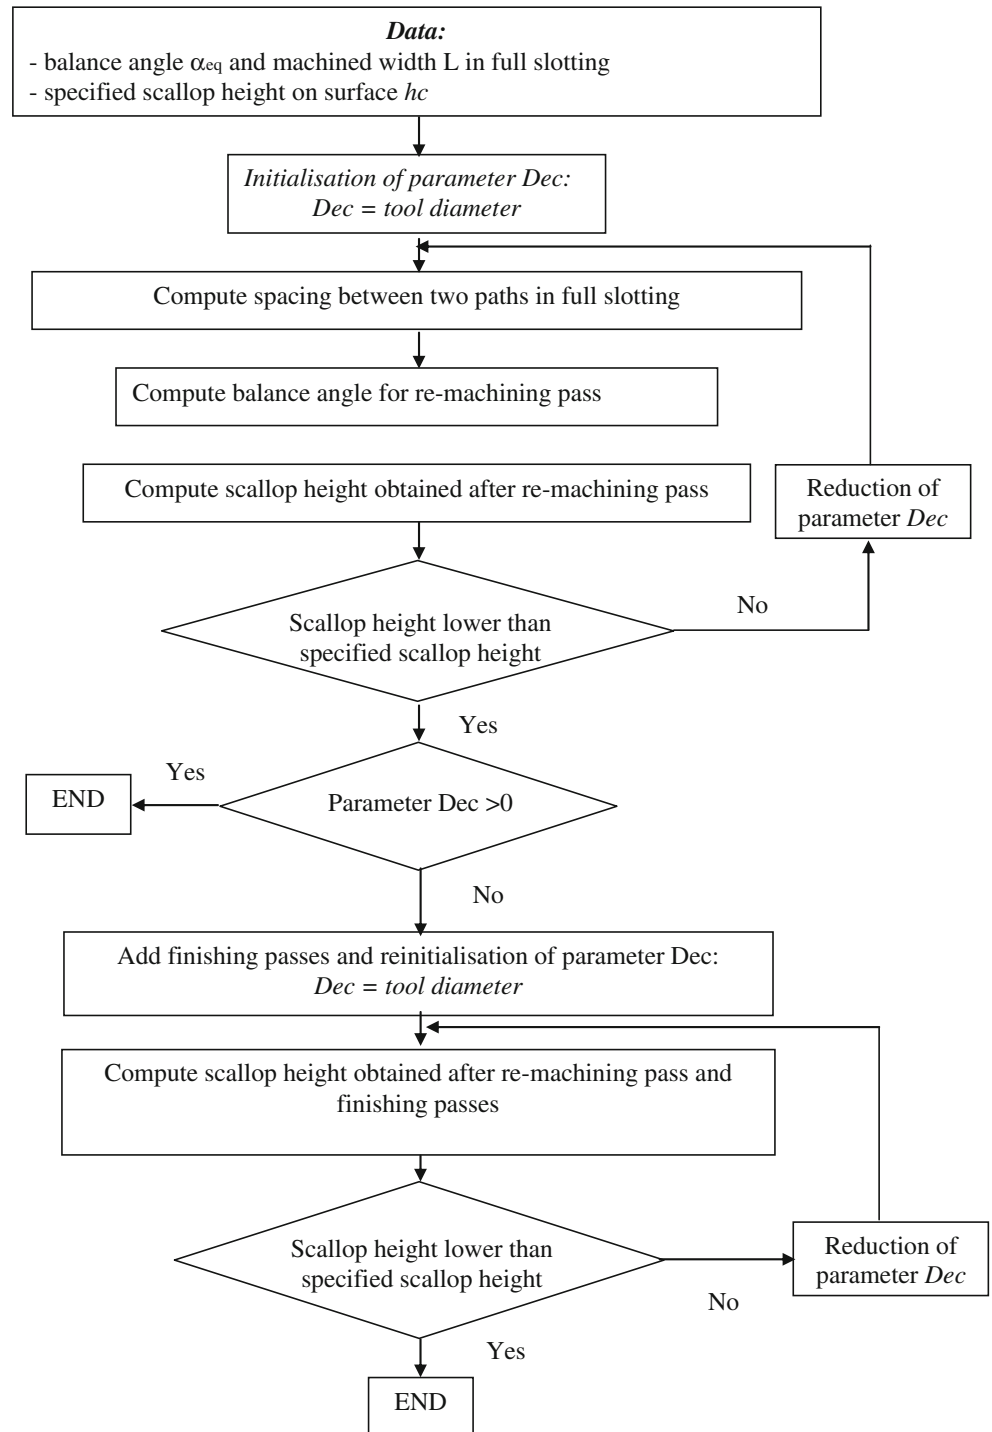 Data:
- balance angle αeq and machined width L in full slotting
- specified scallop height on surface hc
Initialisation of parameter Dec:
Dec = tool diameter
Compute spacing between two paths in full slotting
Compute balance angle for re-machining pass
Compute scallop height obtained after re-machining pass
Reduction of
parameter Dec
Scallop height lower than
specified scallop height
No
Yes
Parameter Dec >0
Yes
END
No
Add finishing passes and reinitialisation of parameter Dec:
Dec = tool diameter
Compute scallop height obtained after re-machining pass and
finishing passes
Scallop height lower than
specified scallop height
Reduction of
parameter Dec
No
Yes
END